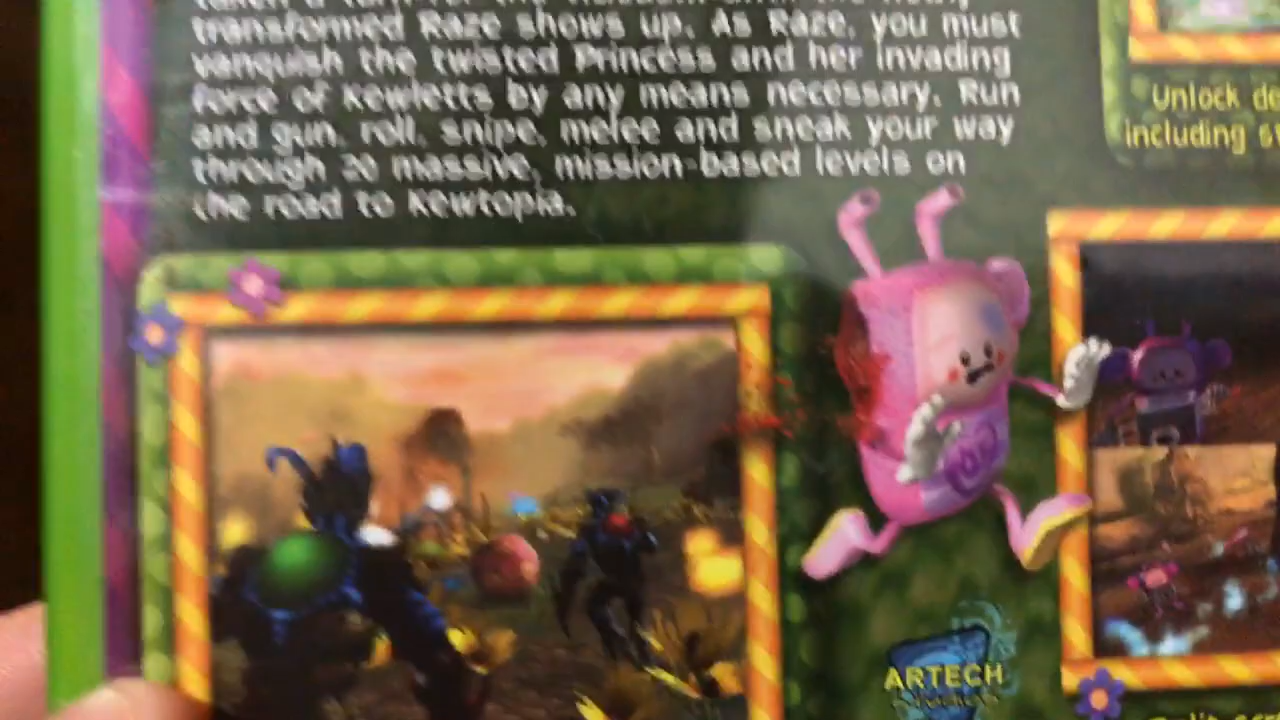 transformed Raze shows up. As Raze, you must
vanquish the twisted Princess and her invading
force of Kewletts by any means necessary. Run
and gun, roll, snipe, melee and sneak your way
through 20 massive, mission-based levels on
the road to Kewtopia.
Unlock de
including s
ARTECH